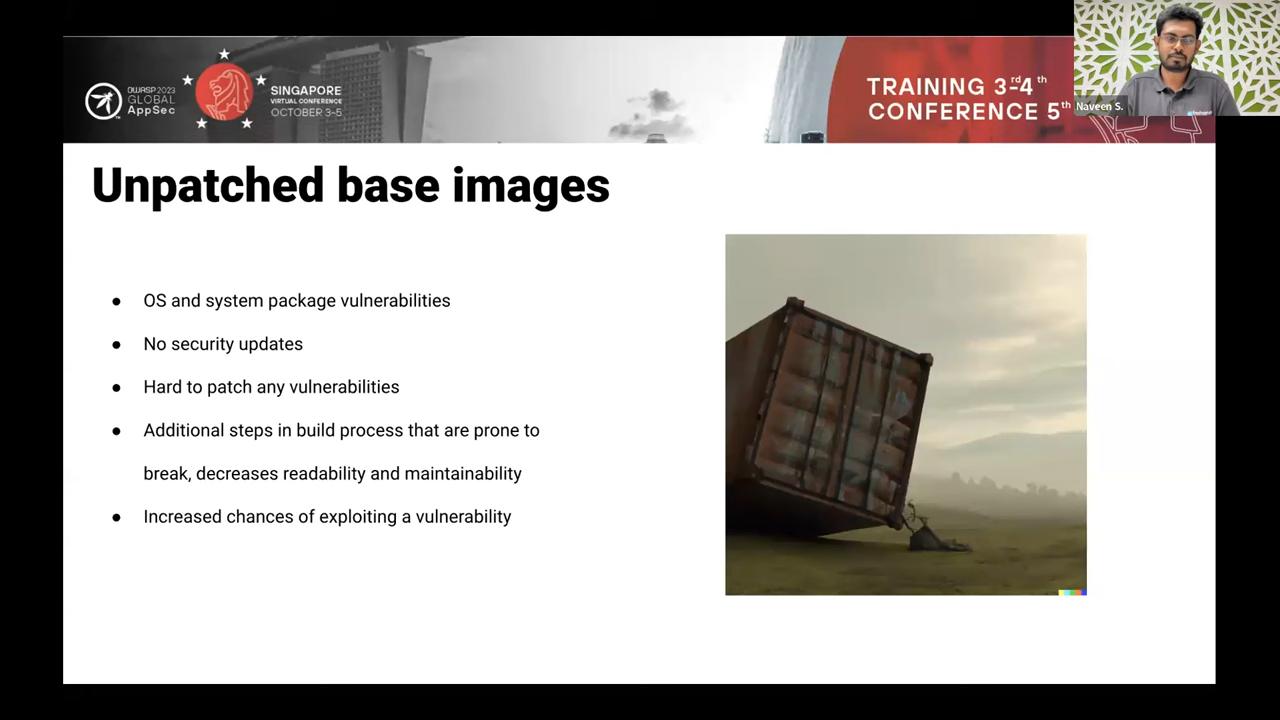 OWASP 2023
GLOBAL
AppSec
SINGAPORE
VIRTUAL CONFERENCE
OCTOBER 3-5
TRAINING 3rd-4th
CONFERENCE 5th
Naveen S.
Unpatched base images
● OS and system package vulnerabilities
● No security updates
● Hard to patch any vulnerabilities
● Additional steps in build process that are prone to
break, decreases readability and maintainability
● Increased chances of exploiting a vulnerability